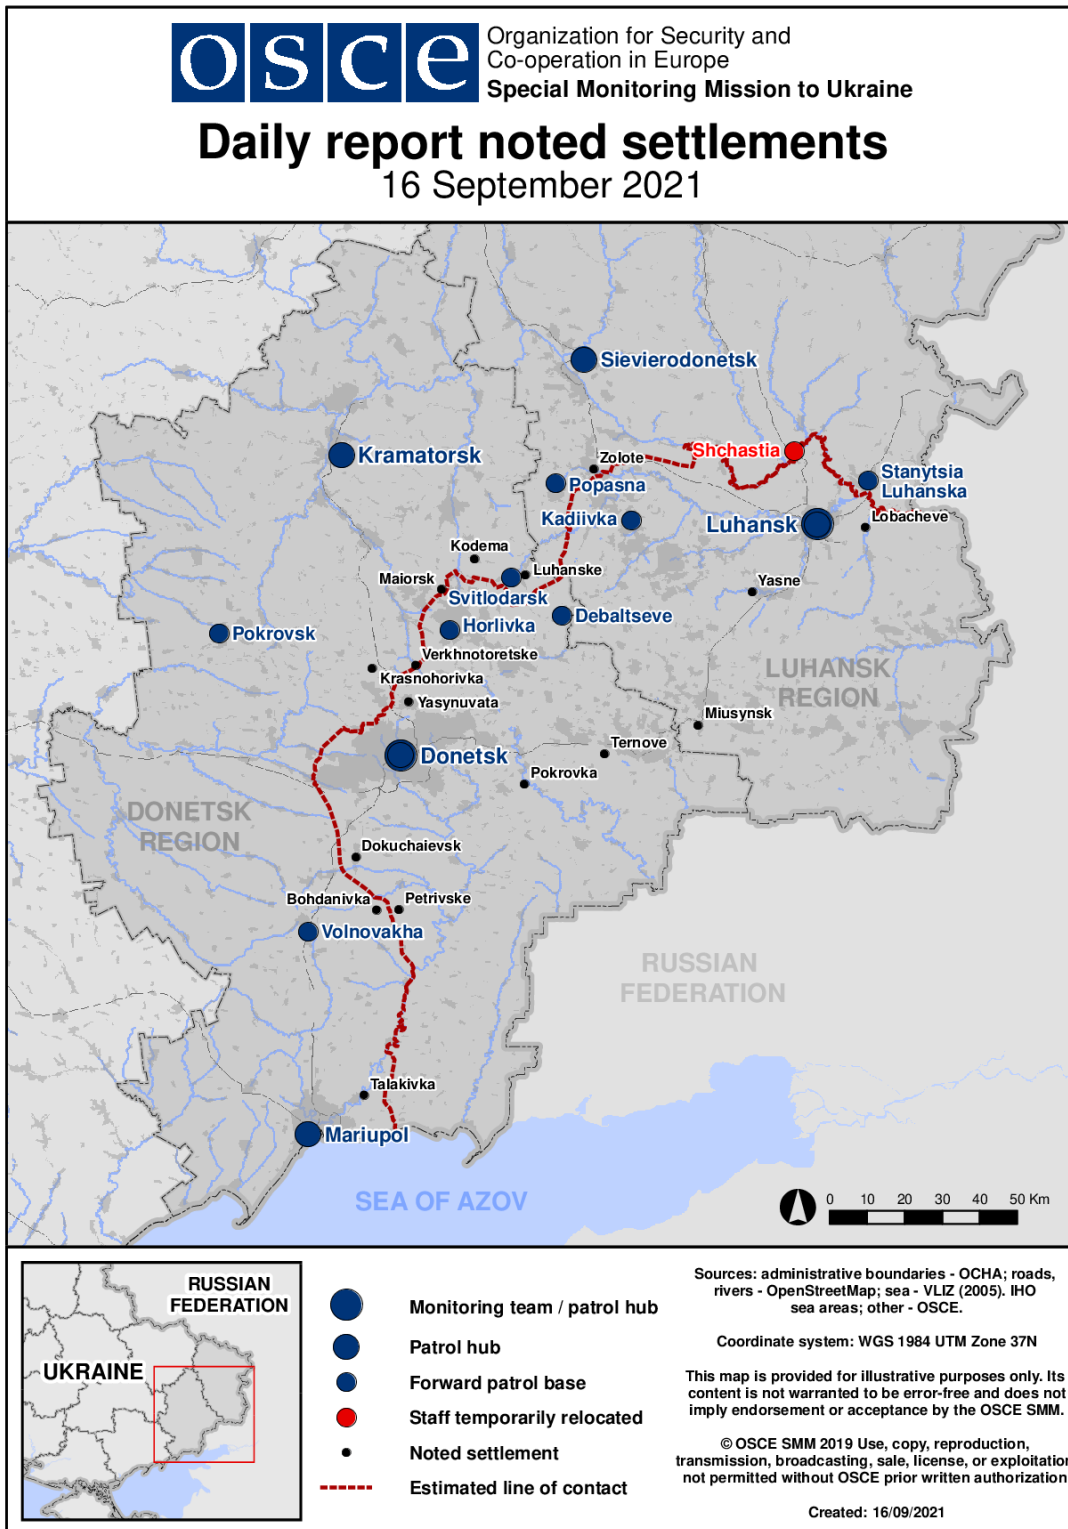 osce
Organization for Security and
Co-operation in Europe
Special Monitoring Mission to Ukraine
Daily report noted settlements
16 September 2021
Sievierodonetsk
Kramatorsk
Shchastia
Zolote
Stanytsia
Luhanska
Popasna
Kadiivka
Luhansk
Lobacheve
Kodema
Luhanske
Maiorsk
Yasne
Svitlodarsk
Debaltseve
Horlivka
Pokrovsk
Verkhnotoretske
Krasnohorivka
LUHANSK
REGION
Yasynuvata
Miusynsk
Ternove
Donetsk
Pokrovka
DONETSK
REGION
Dokuchaievsk
Bohdanivka
Petrivske
Volnovakha
RUSSIAN
FEDERATION
Talakivka
Mariupol
SEA OF AZOV
0 10 20 30 40 50 Km
RUSSIAN
FEDERATION
UKRAINE
Monitoring team / patrol hub
Patrol hub
Forward patrol base
Staff temporarily relocated
Noted settlement
Estimated line of contact
Sources: administrative boundaries - OCHA; roads,
rivers - OpenStreetMap; sea - VLIZ (2005). IHO
sea areas; other - OSCE.
Coordinate system: WGS 1984 UTM Zone 37N
This map is provided for illustrative purposes only. Its
content is not warranted to be error-free and does not
imply endorsement or acceptance by the OSCE SMM.
© OSCE SMM 2019 Use, copy, reproduction,
transmission, broadcasting, sale, license, or exploitation
not permitted without OSCE prior written authorization
Created: 16/09/2021